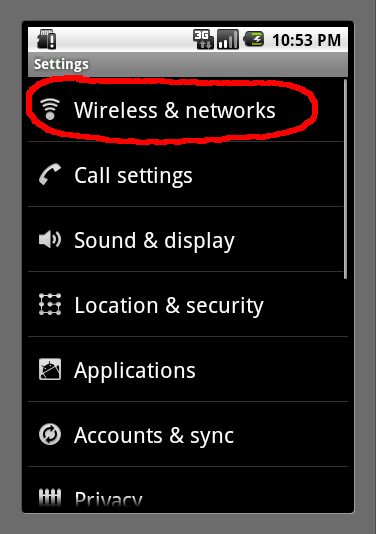 3G
10:53 PM
Settings
Wireless & networks
Call settings
Sound & display
Location & security
Applications
Accounts & sync
Privacy